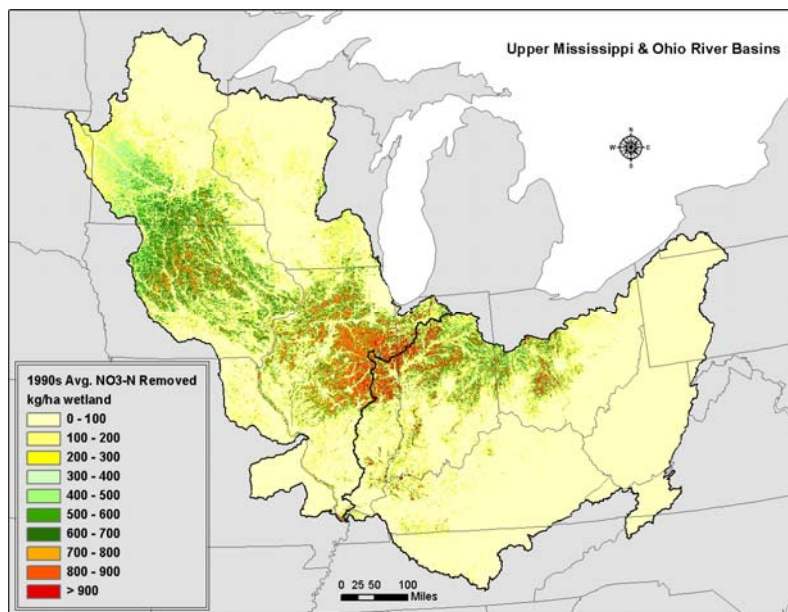 Upper Mississippi & Ohio River Basins
N
W E
S
1990s Avg. NO3-N Removed
kg/ha wetland
0 - 100
100 - 200
200 - 300
300 - 400
400 - 500
500 - 600
600 - 700
700 - 800
800 - 900
> 900
0 25 50 100
Miles